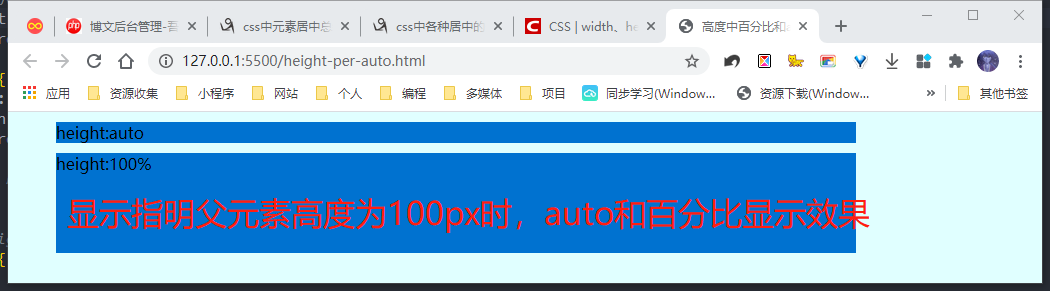 博文后台管理-吾
css中元素居中总
css中各种居中的
CSS | width、he
高度中百分比和a
127.0.0.1:5500/height-per-auto.html
应用 资源收集 小程序 网站 个人 编程 多媒体 项目 同步学习(Window... 资源下载(Window... » 其他书签
height:auto
height:100%
显示指明父元素高度为100px时，auto和百分比显示效果